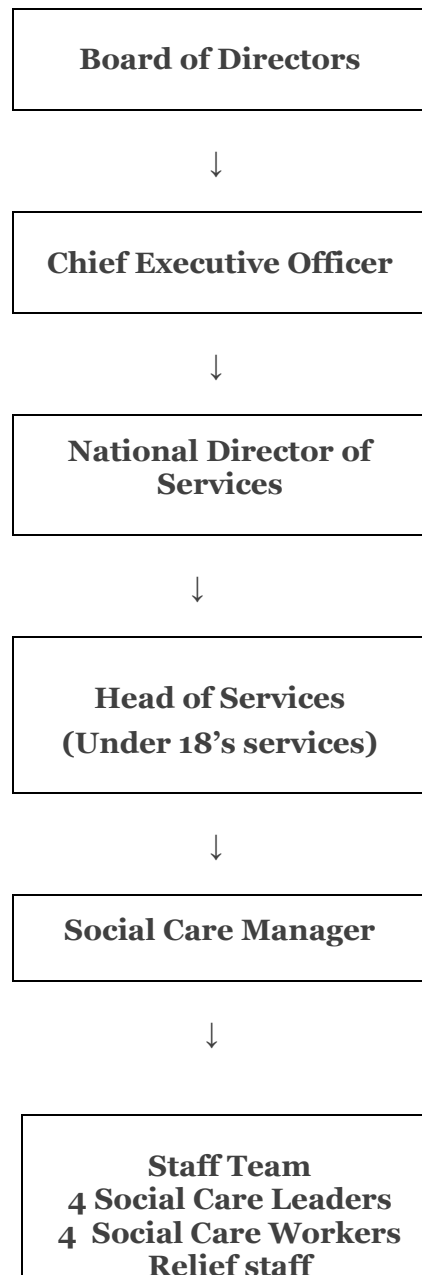 Board of Directors
↓
Chief Executive Officer
↓
National Director of
Services
↓
Head of Services
(Under 18’s services)
↓
Social Care Manager
↓
Staff Team
4 Social Care Leaders
4 Social Care Workers
Relief staff